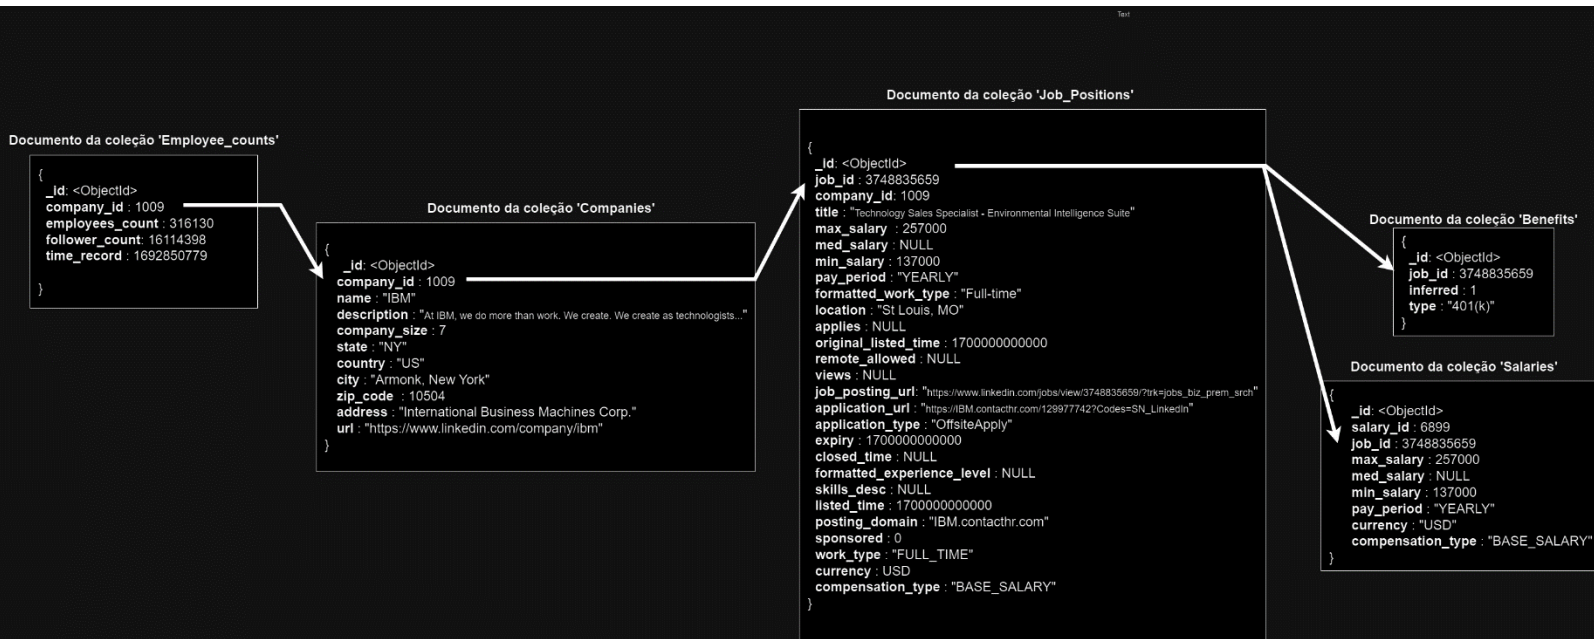 Text
Documento da coleção 'Employee_counts'
{
_id: <ObjectId>
company_id : 1009
employees_count : 316130
follower_count: 16114398
time_record : 1692850779
}
Documento da coleção 'Companies'
{
_id: <ObjectId>
company_id : 1009
name : "IBM"
description : "At IBM, we do more than work. We create. We create as technologists..."
company_size : 7
state : "NY"
country : "US"
city : "Armonk, New York"
zip_code : 10504
address : "International Business Machines Corp."
url : "https://www.linkedin.com/company/ibm"
}
Documento da coleção 'Job_Positions'
{
_id: <ObjectId>
job_id : 3748835659
company_id: 1009
title : "Technology Sales Specialist - Environmental Intelligence Suite"
max_salary : 257000
med_salary : NULL
min_salary : 137000
pay_period : "YEARLY"
formatted_work_type : "Full-time"
location : "St Louis, MO"
applies : NULL
original_listed_time : 1700000000000
remote_allowed : NULL
views : NULL
job_posting_url: "https://www.linkedin.com/jobs/view/3748835659/?trk=jobs_biz_prem_srch"
application_url : "https://IBM.contacthr.com/129977742?Codes=SN_LinkedIn"
application_type : "OffsiteApply"
expiry : 1700000000000
closed_time : NULL
formatted_experience_level : NULL
skills_desc : NULL
listed_time : 1700000000000
posting_domain : "IBM.contacthr.com"
sponsored : 0
work_type : "FULL_TIME"
currency : USD
compensation_type : "BASE_SALARY"
}
Documento da coleção 'Benefits'
{
_id: <ObjectId>
job_id : 3748835659
inferred : 1
type : "401(k)"
}
Documento da coleção 'Salaries'
{
_id: <ObjectId>
salary_id : 6899
job_id : 3748835659
max_salary : 257000
med_salary : NULL
min_salary : 137000
pay_period : "YEARLY"
currency : "USD"
compensation_type : "BASE_SALARY"
}